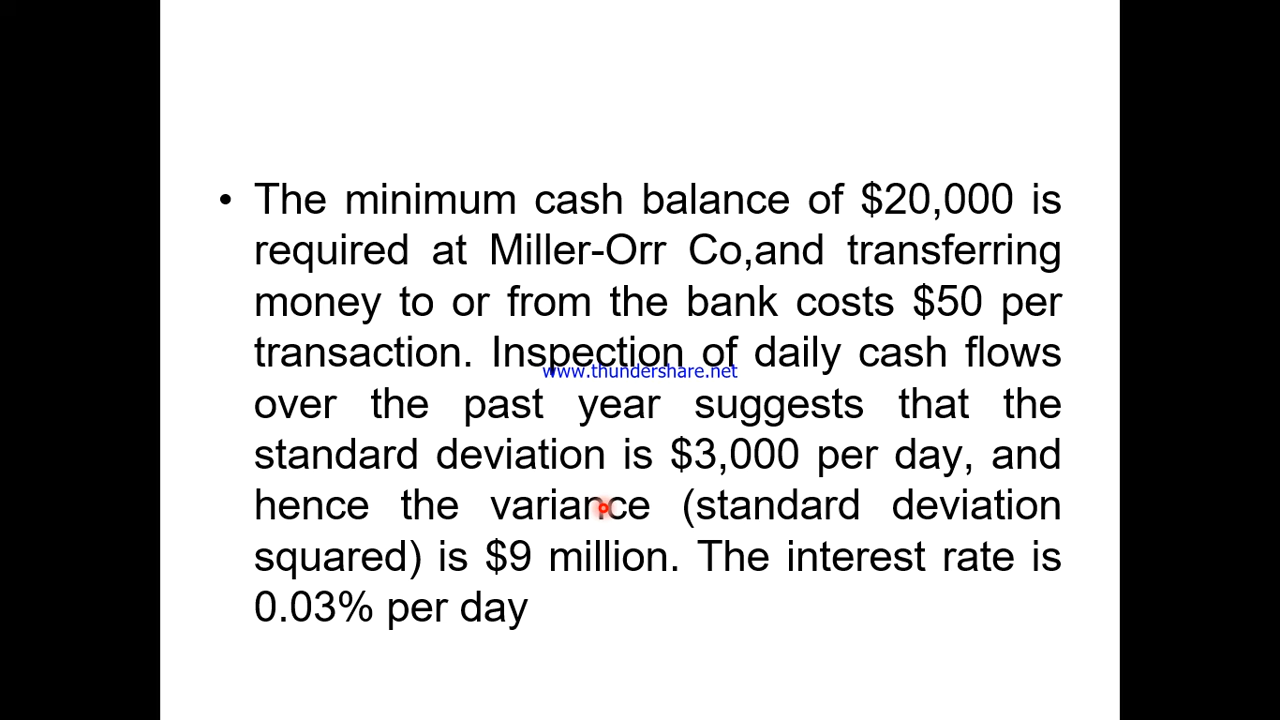 • The minimum cash balance of $20,000 is
required at Miller-Orr Co,and transferring
money to or from the bank costs $50 per
transaction. Inspection of daily cash flows
www.thundershare.net
over the past year suggests that the
standard deviation is $3,000 per day, and
hence the variance (standard deviation
squared) is $9 million. The interest rate is
0.03% per day